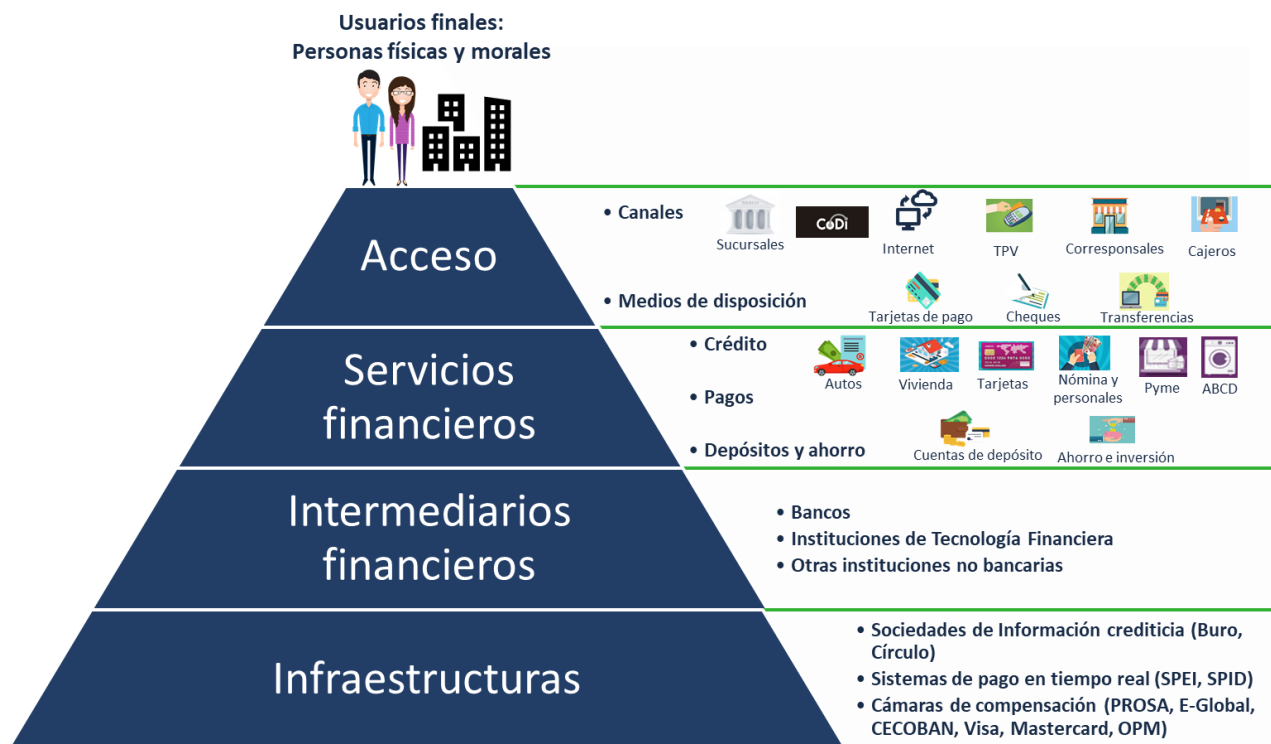 Usuarios finales:
Personas físicas y morales
Acceso
• Canales
Sucursales
CoDi
Internet
TPV
Corresponsales
Cajeros
• Medios de disposición
Tarjetas de pago
Cheques
Transferencias
Servicios
financieros
• Crédito
Autos
Vivienda
Tarjetas
Nómina y
personales
Pyme
ABCD
• Pagos
• Depósitos y ahorro
Cuentas de depósito
Ahorro e inversión
Intermediarios
financieros
• Bancos
• Instituciones de Tecnología Financiera
• Otras instituciones no bancarias
Infraestructuras
• Sociedades de Información crediticia (Buro,
Círculo)
• Sistemas de pago en tiempo real (SPEI, SPID)
• Cámaras de compensación (PROSA, E-Global,
CECOBAN, Visa, Mastercard, OPM)